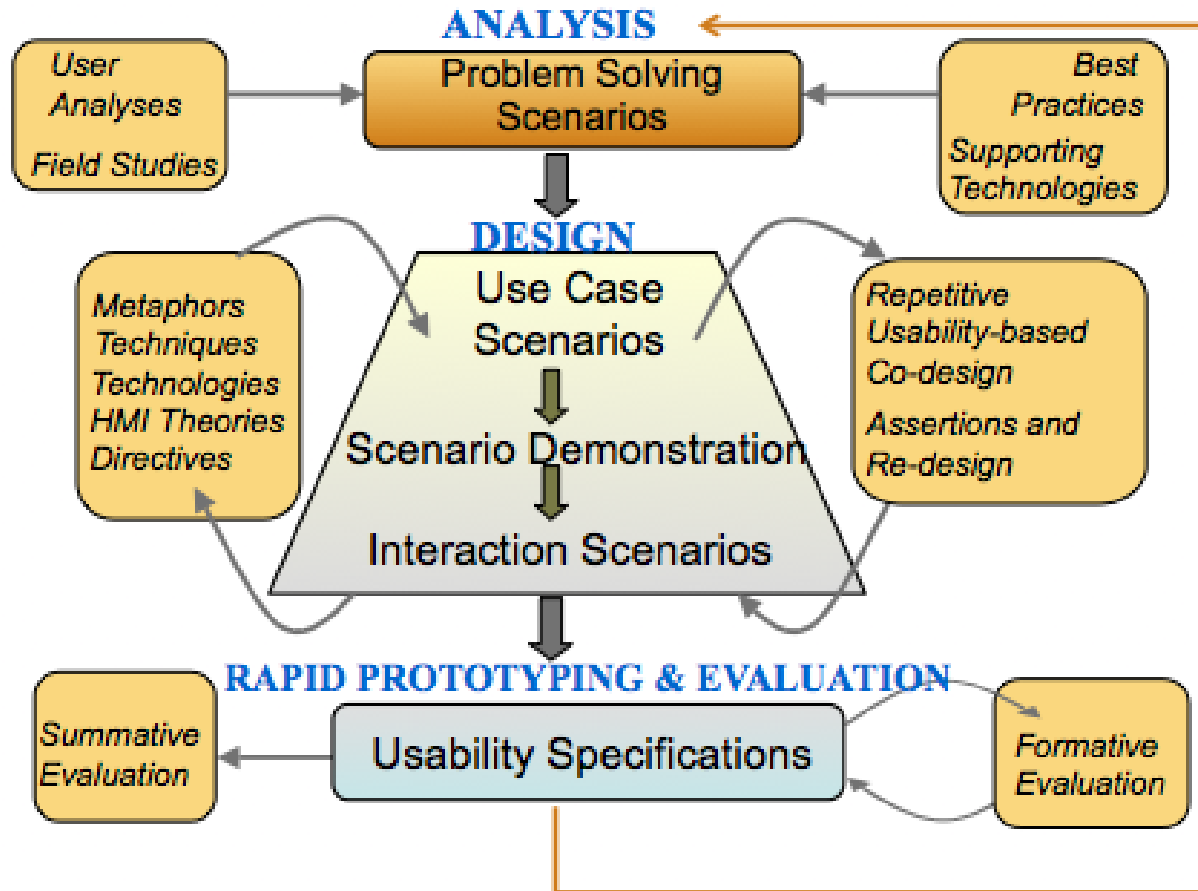 ANALYSIS
User
Analyses
Field Studies
Problem Solving
Scenarios
Best
Practices
Supporting
Technologies
DESIGN
Metaphors
Techniques
Technologies
HMI Theories
Directives
Use Case
Scenarios
Scenario Demonstration
Interaction Scenarios
Repetitive
Usability-based
Co-design
Assertions and
Re-design
RAPID PROTOTYPING & EVALUATION
Summative
Evaluation
Usability Specifications
Formative
Evaluation